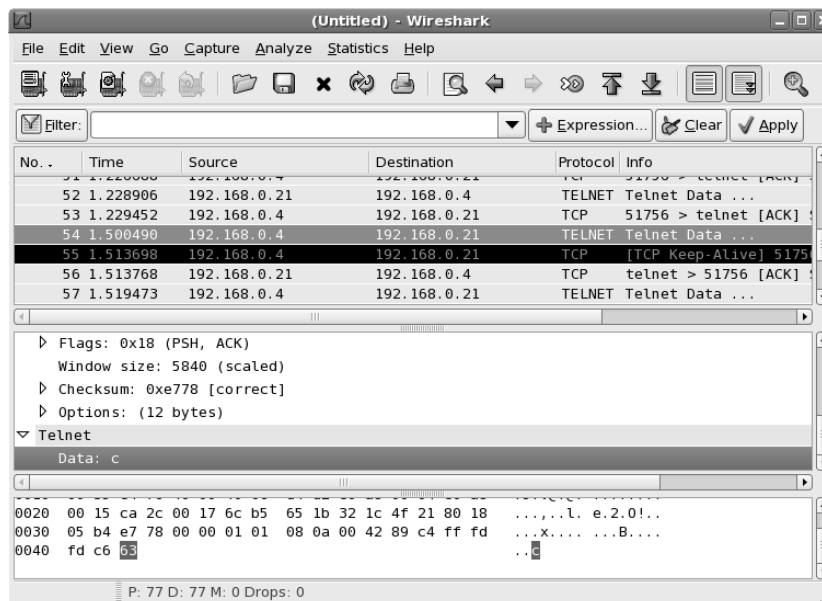 (Untitled) - Wireshark
File Edit View Go Capture Analyze Statistics Help
Filter: Expression... Clear Apply
No. . Time Source Destination Protocol Info
52 1.228906 192.168.0.21 192.168.0.4 TELNET Telnet Data ...
53 1.229452 192.168.0.4 192.168.0.21 TCP 51756 > telnet [ACK]
54 1.500490 192.168.0.4 192.168.0.21 TELNET Telnet Data ...
55 1.513698 192.168.0.4 192.168.0.21 TCP [TCP Keep-Alive] 5175
56 1.513768 192.168.0.21 192.168.0.4 TCP telnet > 51756 [ACK]
57 1.519473 192.168.0.4 192.168.0.21 TELNET Telnet Data ...
Flags: 0x18 (PSH, ACK)
Window size: 5840 (scaled)
Checksum: 0xe778 [correct]
Options: (12 bytes)
Telnet
Data: c
0020 00 15 ca 2c 00 17 6c b5 65 1b 32 1c 4f 21 80 18 ...,..l. e.2.O!..
0030 05 b4 e7 78 00 00 01 01 08 0a 00 42 89 c4 ff fd ...x.... ...B....
0040 fd c6 63 ..c
P: 77 D: 77 M: 0 Drops: 0